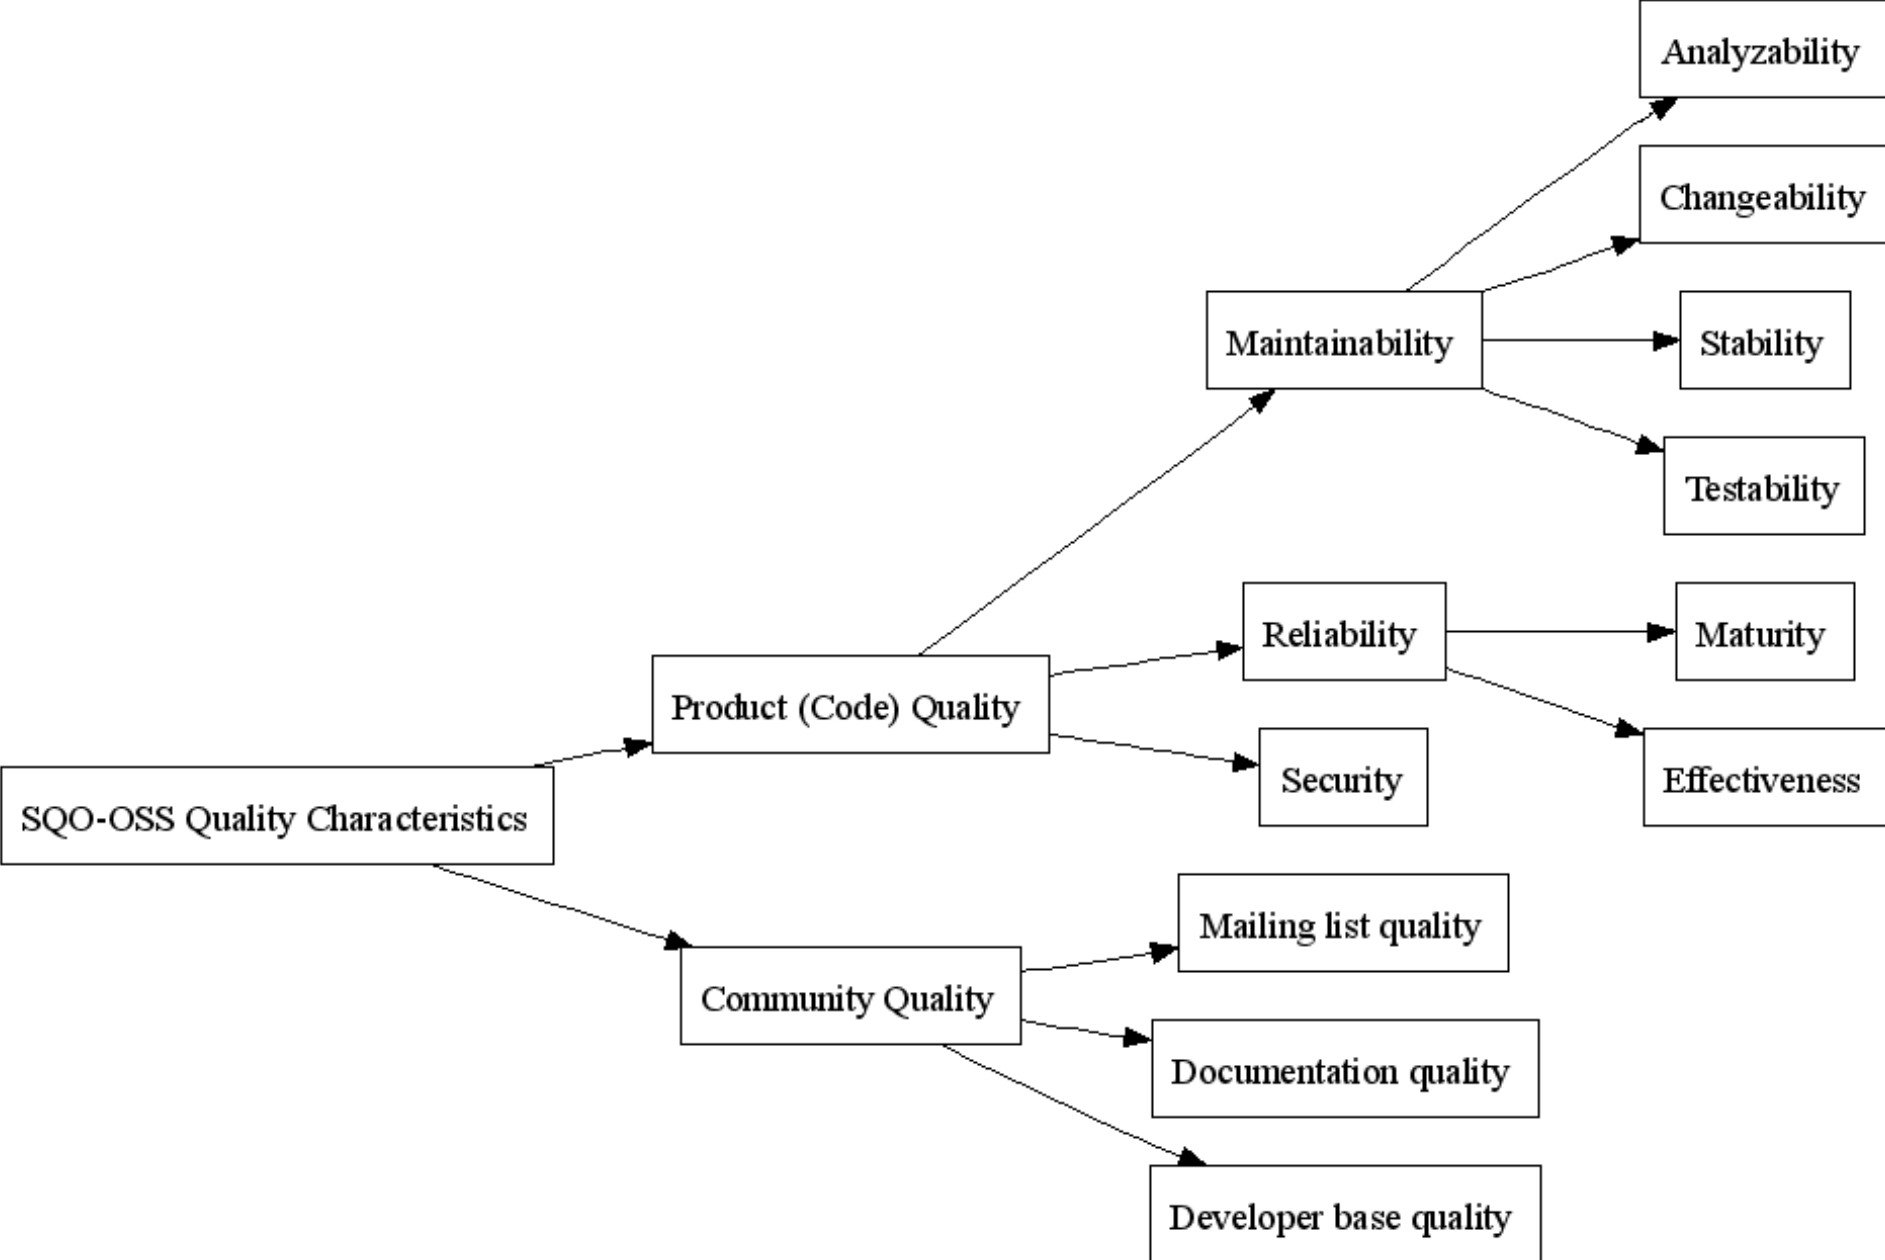 Analyzability
Changeability
Maintainability
Stability
Testability
Reliability
Maturity
Product (Code) Quality
Security
Effectiveness
SQO-OSS Quality Characteristics
Mailing list quality
Community Quality
Documentation quality
Developer base quality